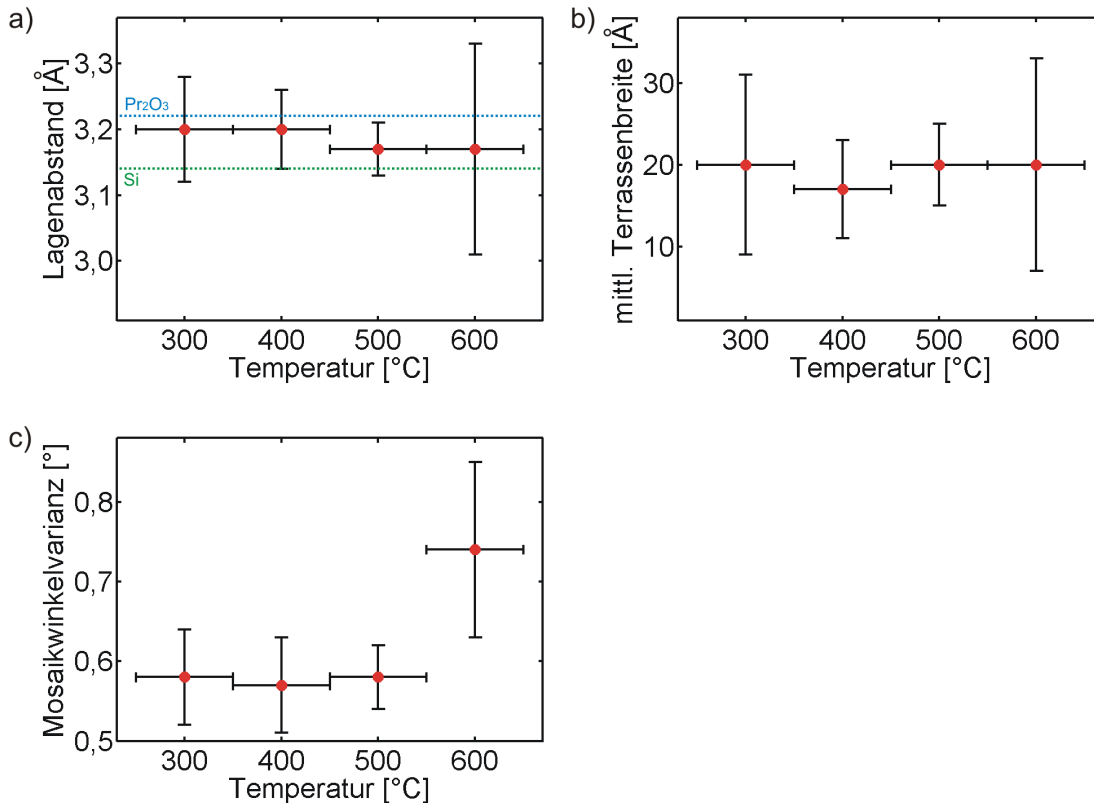 a)
Lagenabstand [Å]
3,3
3,2
3,1
3,0
Pr₂O₃
Si
300 400 500 600
Temperatur [°C]
b)
mittl. Terrassenbreite [Å]
30
20
10
300 400 500 600
Temperatur [°C]
c)
Mosaikwinkelvarianz [°]
0,8
0,7
0,6
0,5
300 400 500 600
Temperatur [°C]